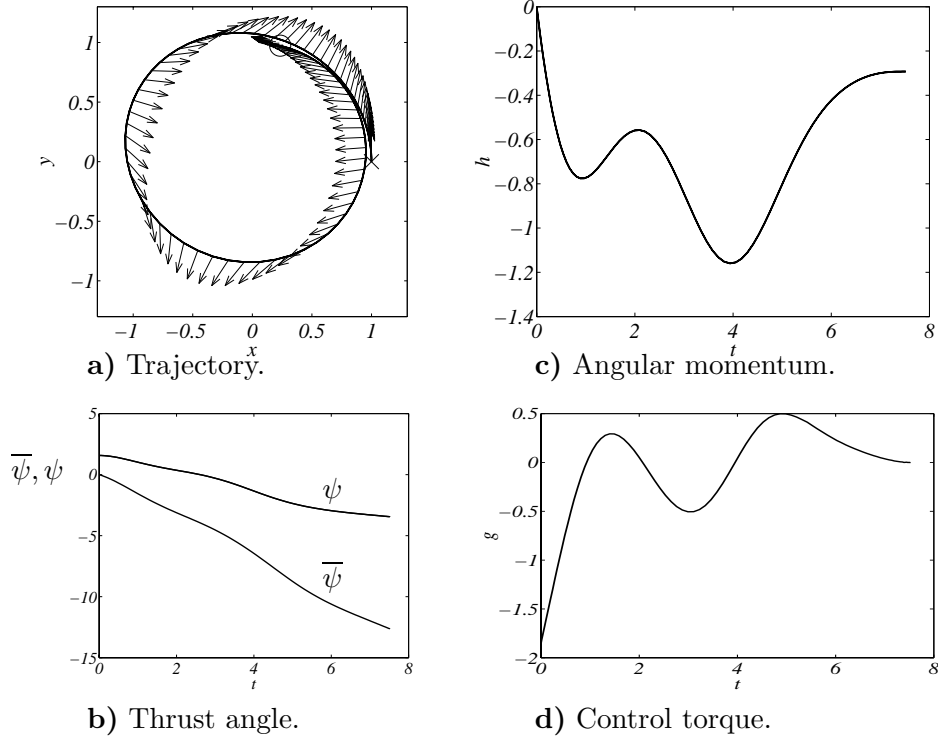 1
0.5
0
−0.5
−1
y
−1 −0.5 0 0.5 1
x
a) Trajectory.
0
−0.2
−0.4
−0.6
−0.8
−1
−1.2
−1.4
h
0 2 4 6 8
t
c) Angular momentum.
5
0
−5
−10
−15
ψ̅, ψ
ψ
ψ̅
0 2 4 6 8
t
b) Thrust angle.
0.5
0
−0.5
−1
−1.5
−2
g
0 2 4 6 8
t
d) Control torque.